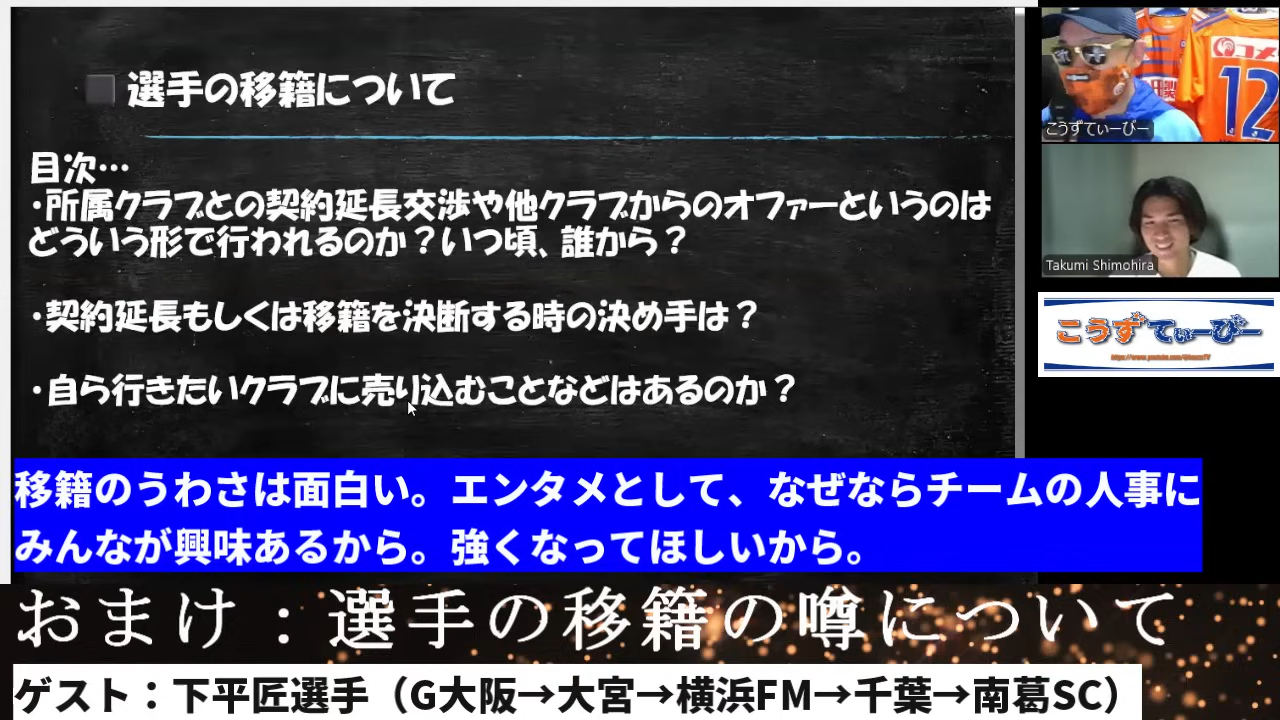 選手の移籍について
目次…
・所属クラブとの契約延長交渉や他クラブからのオファーというのは
どういう形で行われるのか？いつ頃、誰から？
・契約延長もしくは移籍を決断する時の決め手は？
・自ら行きたいクラブに売り込むことなどはあるのか？
移籍のうわさは面白い。エンタメとして、なぜならチームの人事に
みんなが興味あるから。強くなってほしいから。
おまけ：選手の移籍の噂について
ゲスト：下平匠選手（G大阪→大宮→横浜FM→千葉→南葛SC）
コメ
12
こうずてぃーびー
Takumi Shimohira
こうずてぃーびー